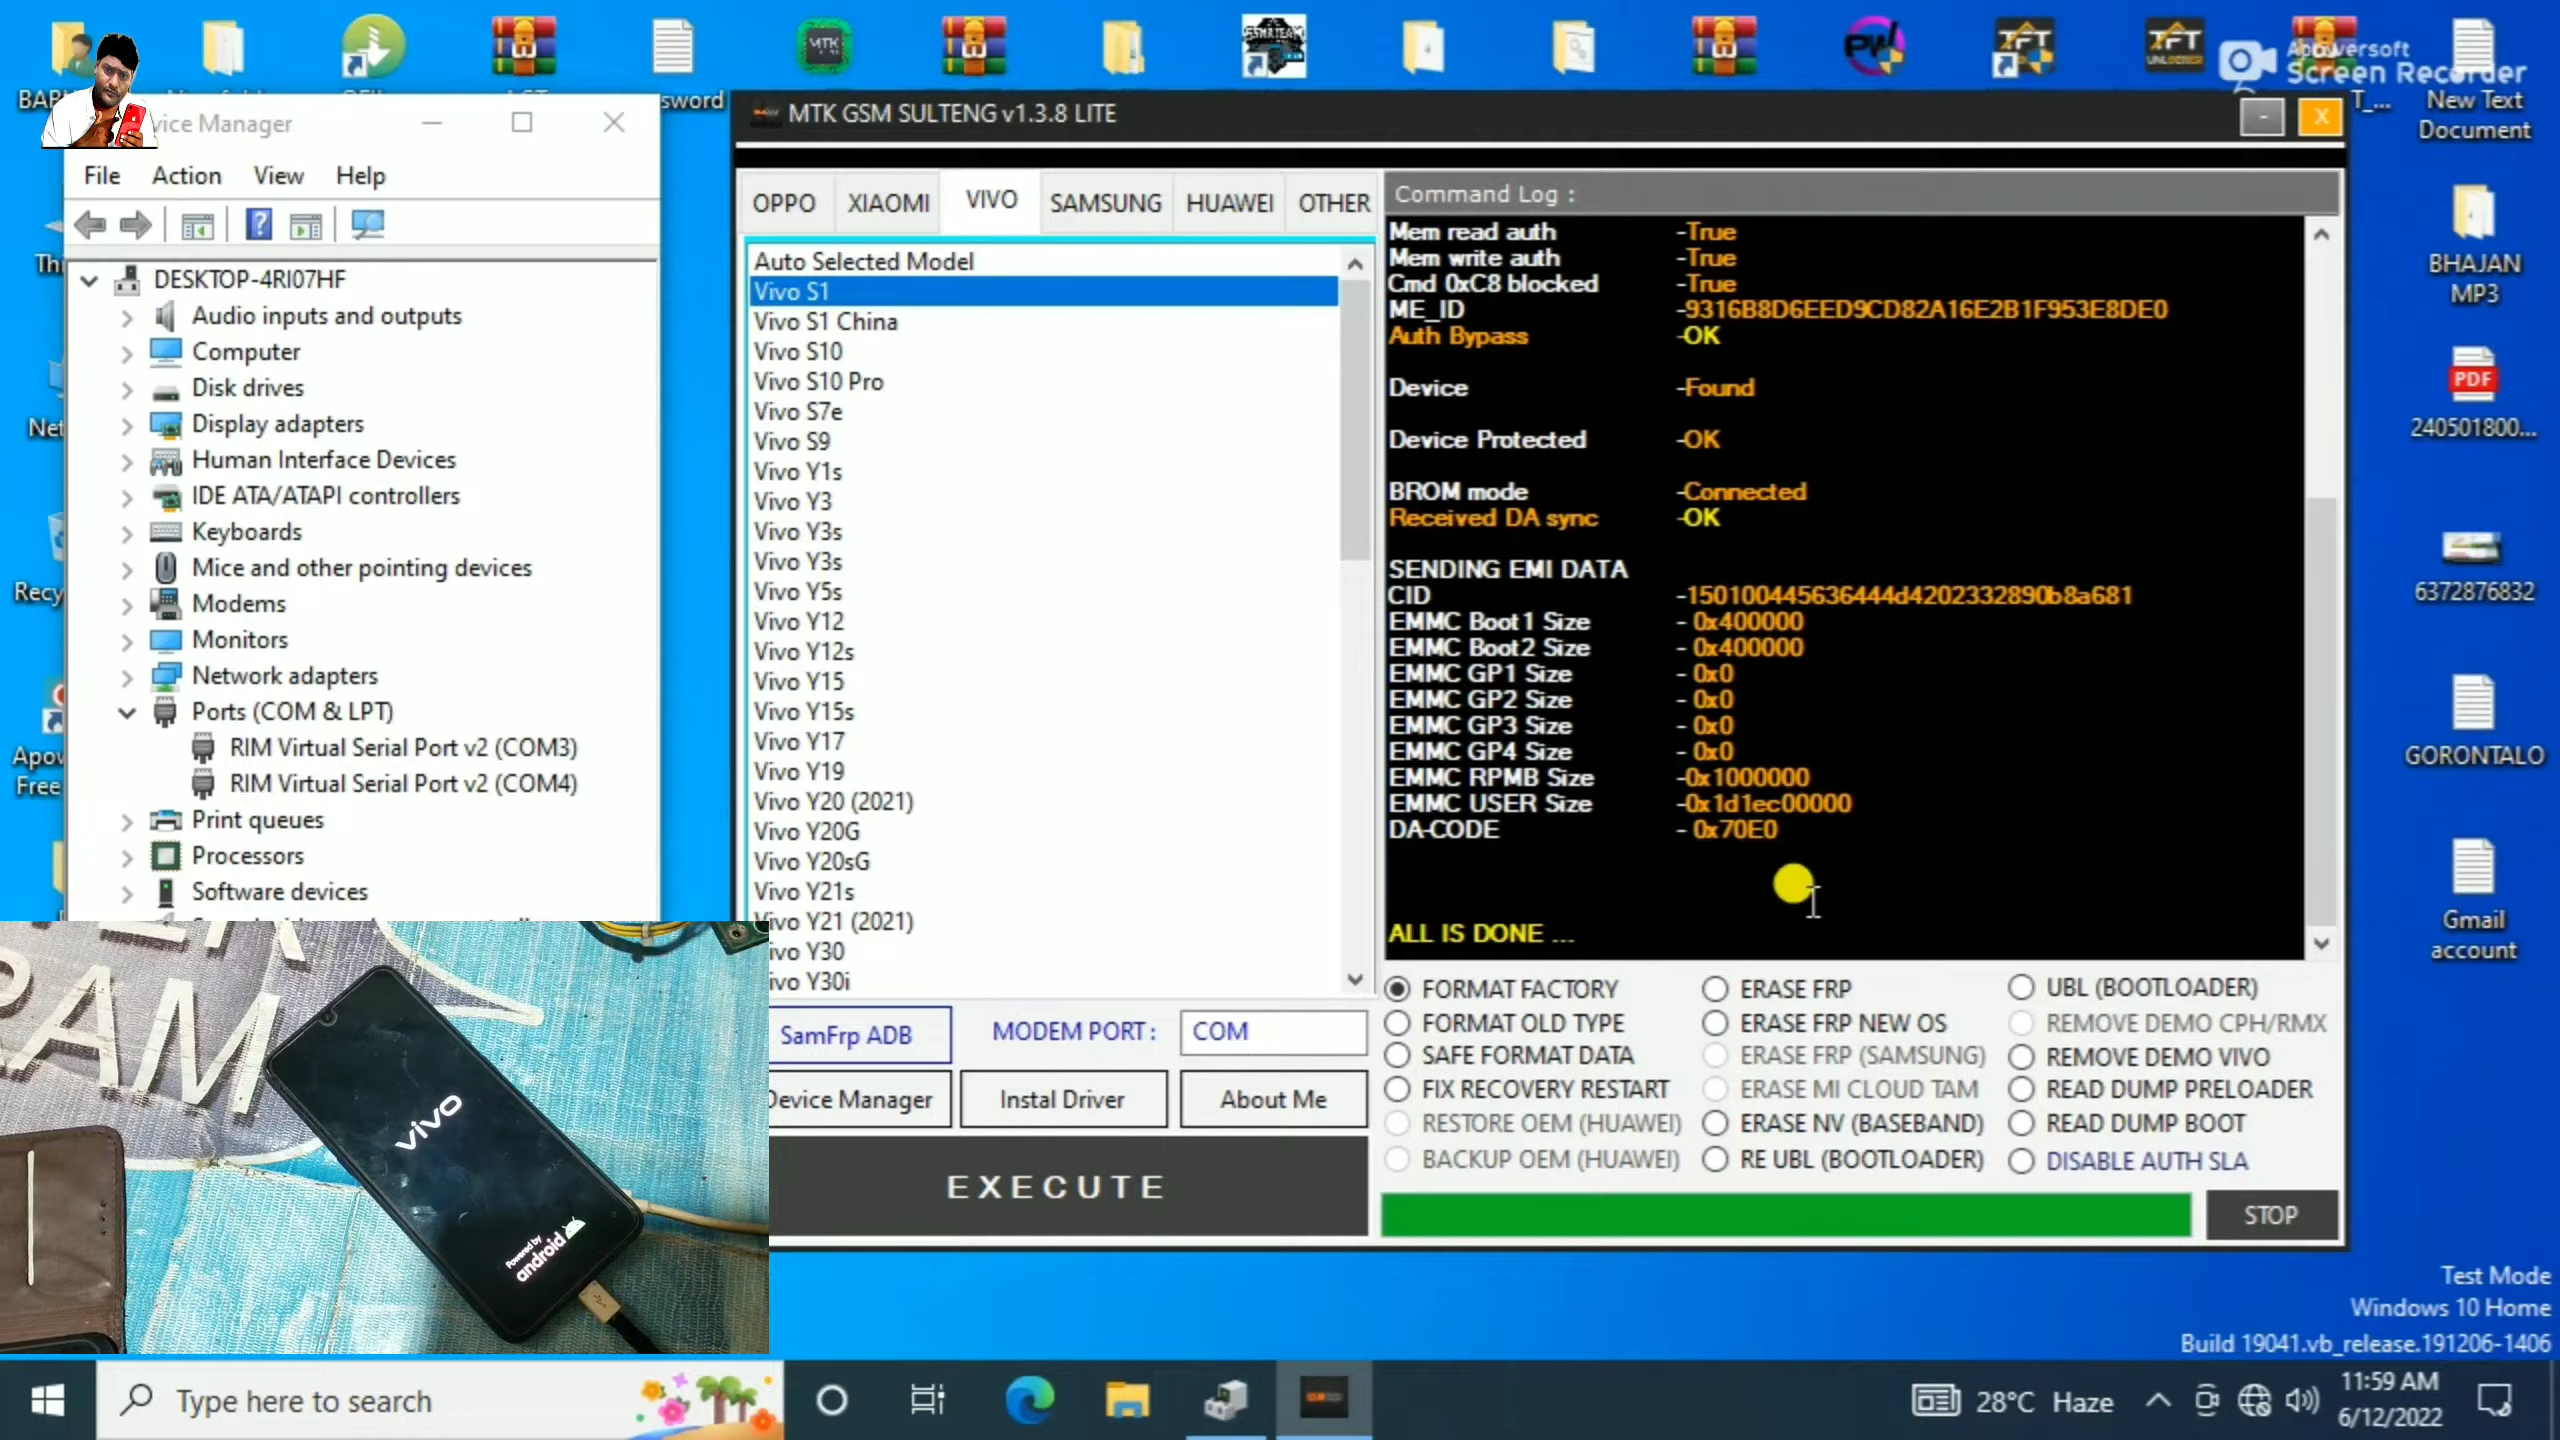 BAB
sword
T_...
New Text
Document
Apowersoft
Screen Recorder
Thi
Net
Recy
Apow
Free
vice Manager
File Action View Help
DESKTOP-4RI07HF
Audio inputs and outputs
Computer
Disk drives
Display adapters
Human Interface Devices
IDE ATA/ATAPI controllers
Keyboards
Mice and other pointing devices
Modems
Monitors
Network adapters
Ports (COM & LPT)
RIM Virtual Serial Port v2 (COM3)
RIM Virtual Serial Port v2 (COM4)
Print queues
Processors
Software devices
MTK GSM SULTENG v1.3.8 LITE
- X
OPPO XIAOMI VIVO SAMSUNG HUAWEI OTHER
Auto Selected Model
Vivo S1
Vivo S1 China
Vivo S10
Vivo S10 Pro
Vivo S7e
Vivo S9
Vivo Y1s
Vivo Y3
Vivo Y3s
Vivo Y3s
Vivo Y5s
Vivo Y12
Vivo Y12s
Vivo Y15
Vivo Y15s
Vivo Y17
Vivo Y19
Vivo Y20 (2021)
Vivo Y20G
Vivo Y20sG
Vivo Y21s
Vivo Y21 (2021)
ivo Y30
ivo Y30i
Command Log :
Mem read auth -True
Mem write auth -True
Cmd 0xC8 blocked -True
ME_ID -9316B8D6EED9CD82A16E2B1F953E8DE0
Auth Bypass -OK
Device -Found
Device Protected -OK
BROM mode -Connected
Received DA sync -OK
SENDING EMI DATA
CID -150100445636444d4202332890b8a681
EMMC Boot1 Size - 0x400000
EMMC Boot2 Size - 0x400000
EMMC GP1 Size - 0x0
EMMC GP2 Size - 0x0
EMMC GP3 Size - 0x0
EMMC GP4 Size - 0x0
EMMC RPMB Size -0x1000000
EMMC USER Size -0x1d1ec00000
DA-CODE - 0x70E0
ALL IS DONE ...
SamFrp ADB MODEM PORT : COM
Device Manager Instal Driver About Me
EXECUTE
FORMAT FACTORY ERASE FRP UBL (BOOTLOADER)
FORMAT OLD TYPE ERASE FRP NEW OS REMOVE DEMO CPH/RMX
SAFE FORMAT DATA ERASE FRP (SAMSUNG) REMOVE DEMO VIVO
FIX RECOVERY RESTART ERASE MI CLOUD TAM READ DUMP PRELOADER
RESTORE OEM (HUAWEI) ERASE NV (BASEBAND) READ DUMP BOOT
BACKUP OEM (HUAWEI) RE UBL (BOOTLOADER) DISABLE AUTH SLA
STOP
MTK
PW
TFT
TFT
UNLOCKER
BHAJAN
MP3
PDF
240501800...
6372876832
GORONTALO
Gmail
account
RAM
vivo
Powered by
android
Test Mode
Windows 10 Home
Build 19041.vb_release.191206-1406
Type here to search
28°C Haze
11:59 AM
6/12/2022